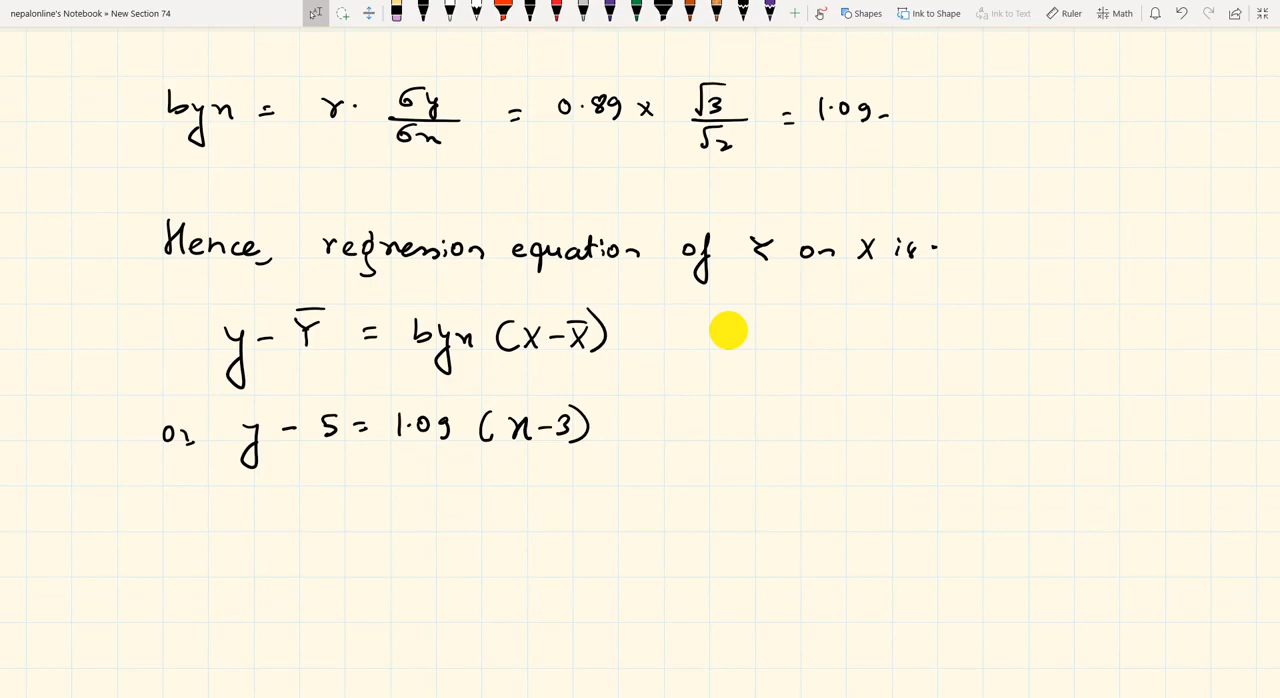 nepalonline's Notebook » New Section 74
Shapes Ink to Shape Ink to Text Ruler Math
byx = r · σy / σx = 0.89 x √3 / √2 = 1.09
Hence, regression equation of Y on X is.
y - Y̅ = byx (X - X̅)
or, y - 5 = 1.09 (x - 3)